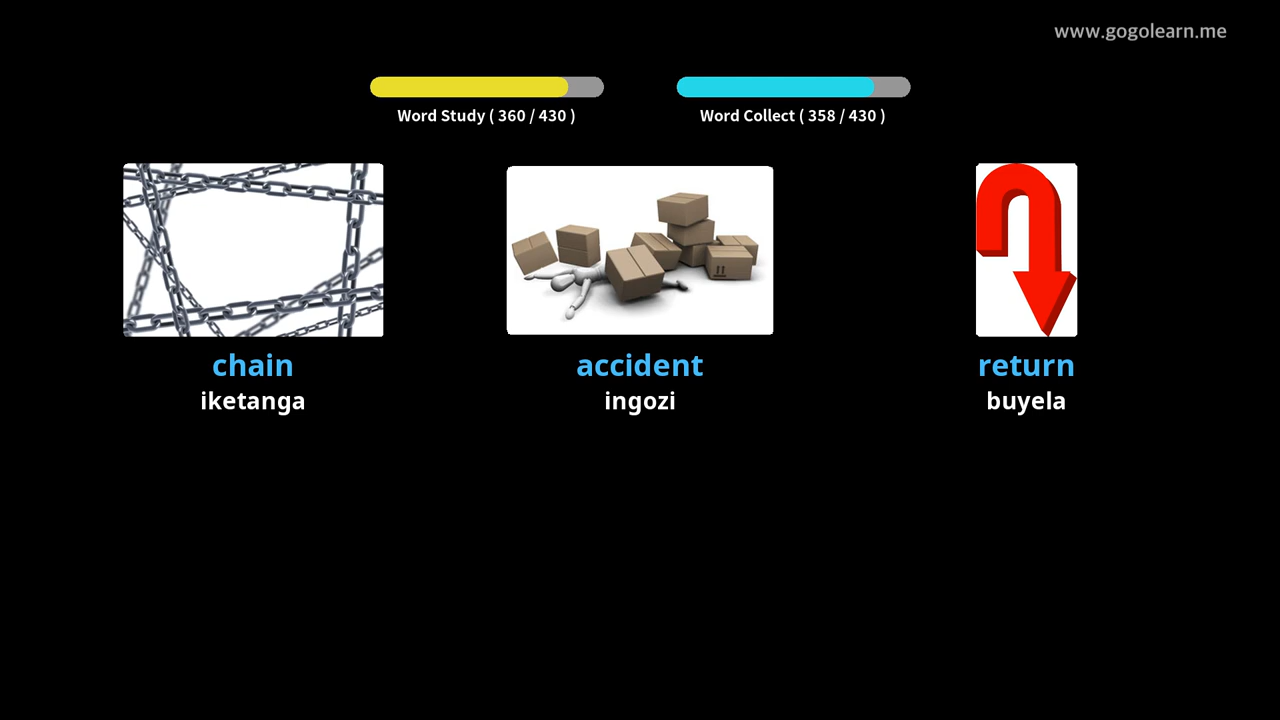 www.gogolearn.me
Word Study ( 360 / 430 )
Word Collect ( 358 / 430 )
chain
accident
return
iketanga
ingozi
buyela